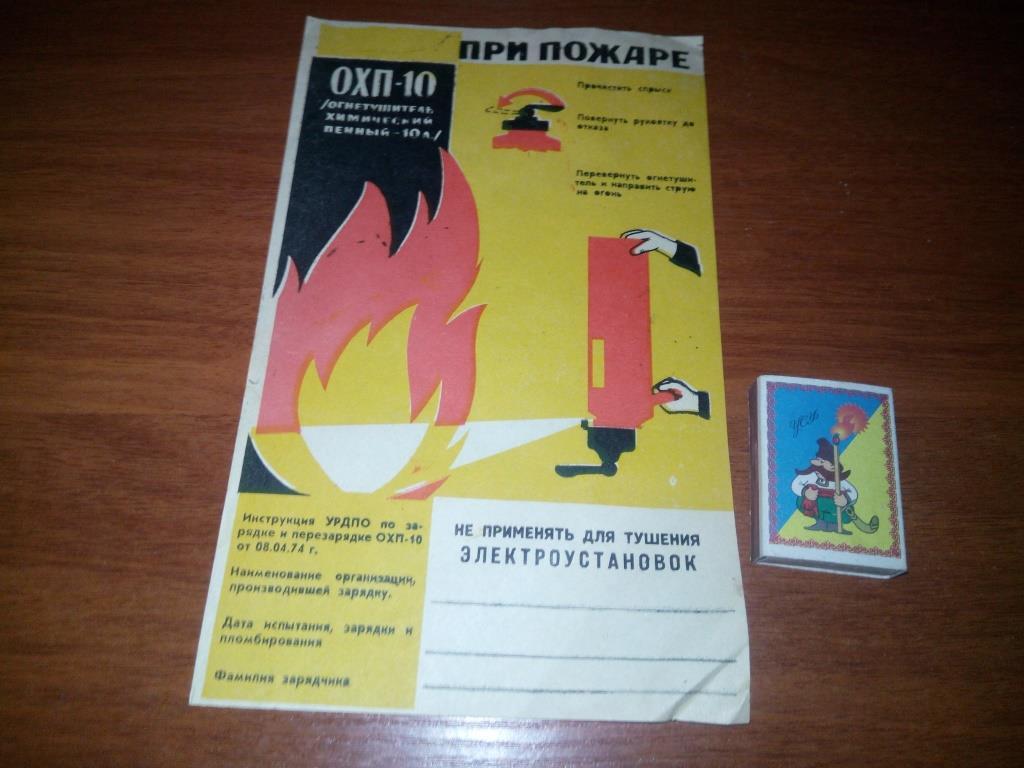 ПРИ ПОЖАРЕ
ОХП-10
/ОГНЕТУШИТЕЛЬ
ХИМИЧЕСКИЙ
ПЕННЫЙ-10л/
Прочистить спрыск
Повернуть рукоятку до
отказа
Перевернуть огнетуши-
тель и направить струю
на огонь
Инструкция УРДПО по за-
рядке и перезарядке ОХП-10
от 08.04.74 г.
Наименование организации,
производившей зарядку.
Дата испытания, зарядки и
пломбирования
Фамилия зарядчика
НЕ ПРИМЕНЯТЬ ДЛЯ ТУШЕНИЯ
ЭЛЕКТРОУСТАНОВОК